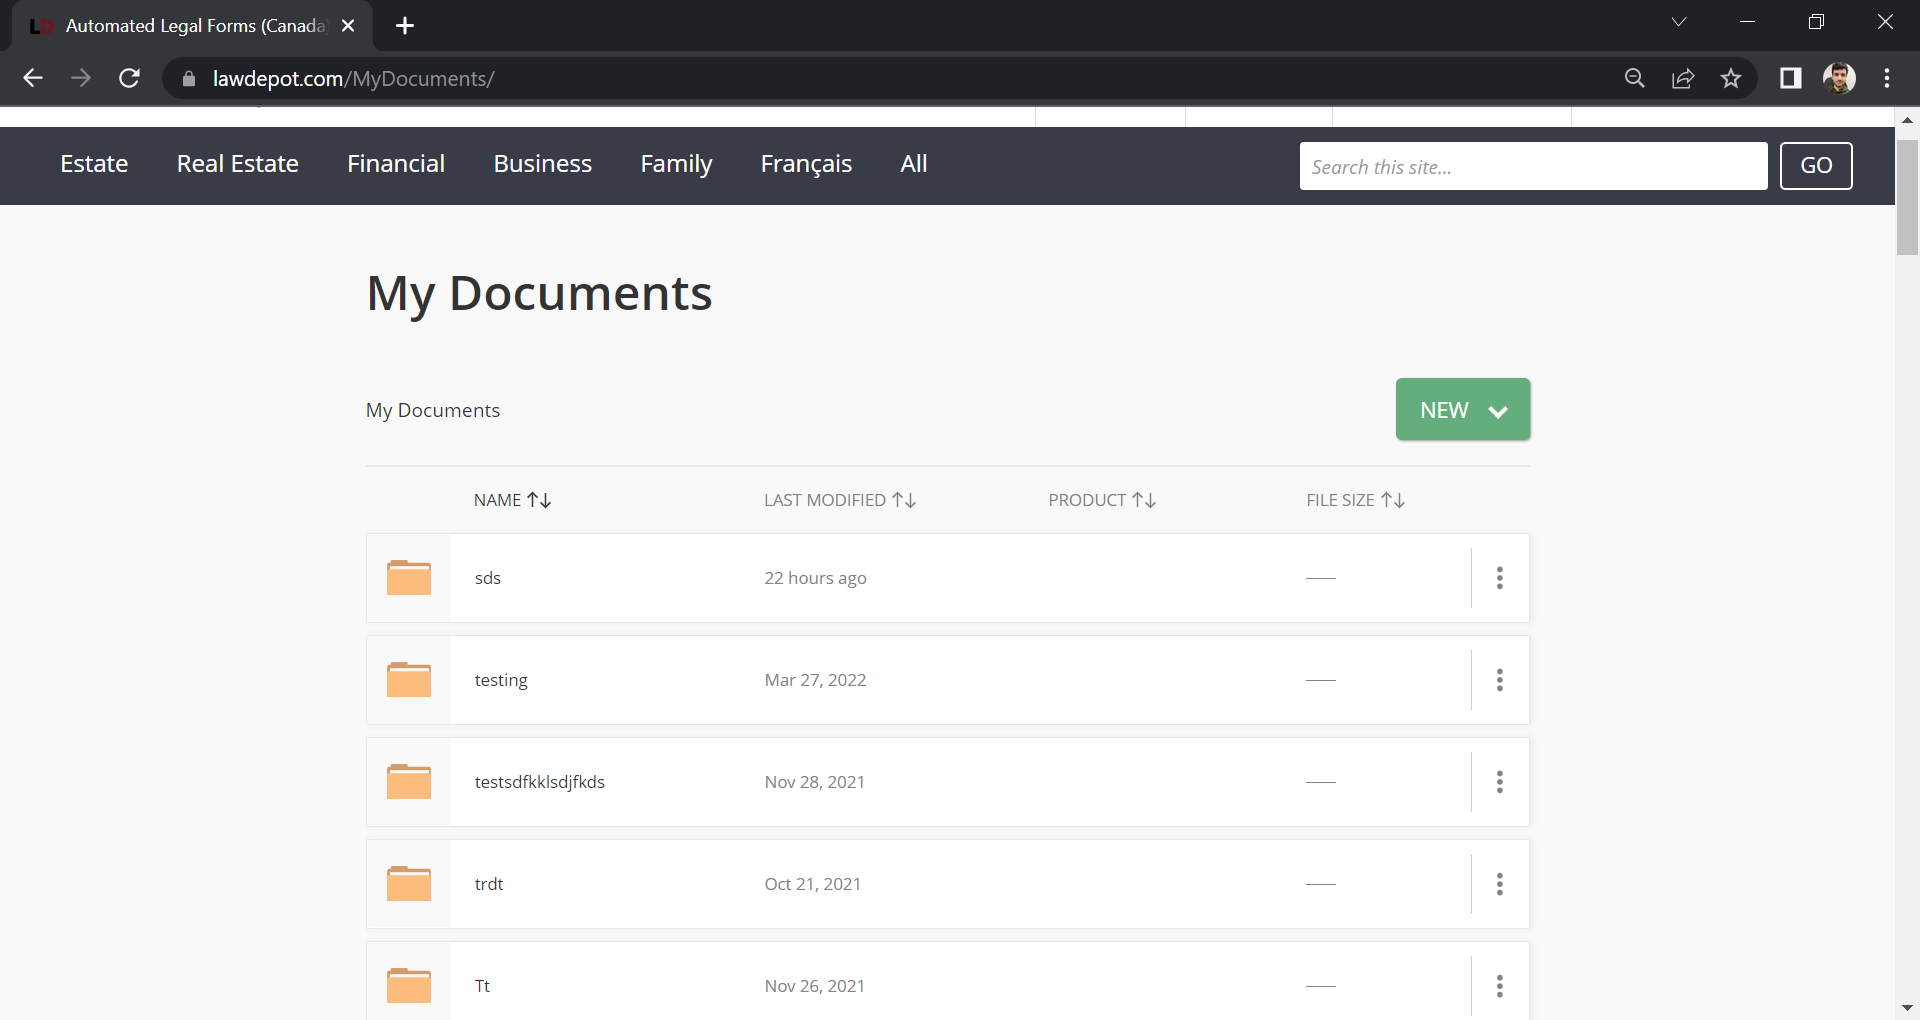 LD Automated Legal Forms (Canada)
lawdepot.com/MyDocuments/
Estate Real Estate Financial Business Family Français All Search this site... GO
My Documents
My Documents NEW
NAME LAST MODIFIED PRODUCT FILE SIZE
sds 22 hours ago
testing Mar 27, 2022
testsdfkklsdjfkds Nov 28, 2021
trdt Oct 21, 2021
Tt Nov 26, 2021